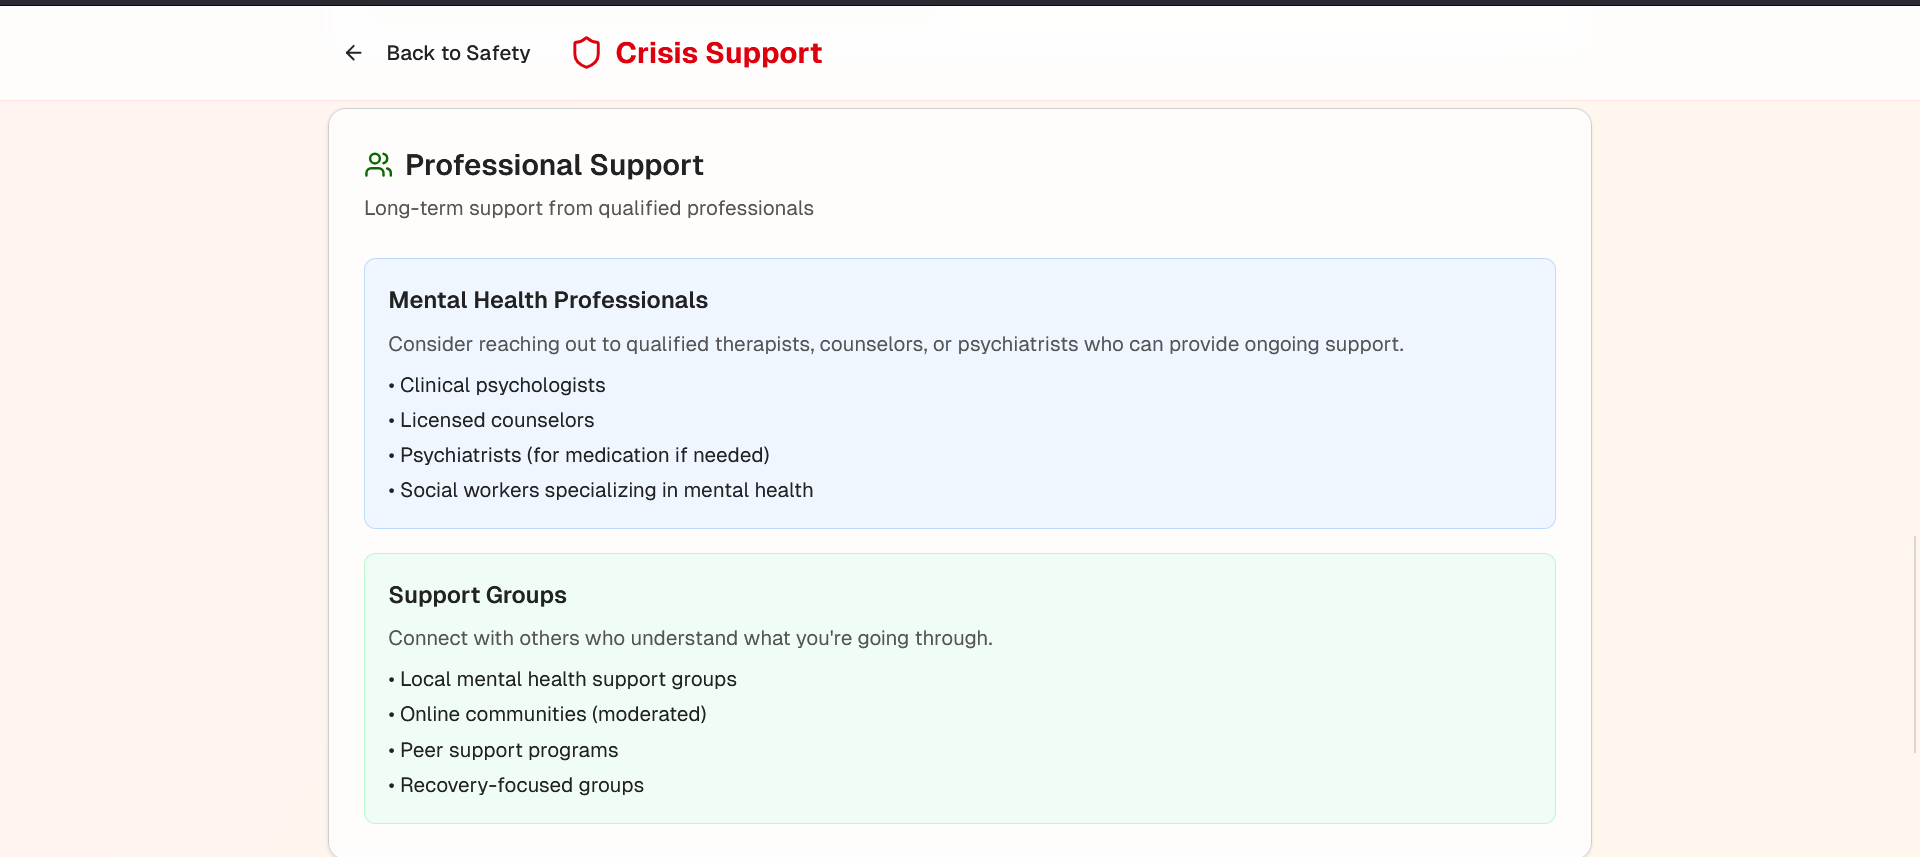 Back to Safety
Crisis Support
Professional Support
Long-term support from qualified professionals
Mental Health Professionals
Consider reaching out to qualified therapists, counselors, or psychiatrists who can provide ongoing support.
• Clinical psychologists
• Licensed counselors
• Psychiatrists (for medication if needed)
• Social workers specializing in mental health
Support Groups
Connect with others who understand what you're going through.
• Local mental health support groups
• Online communities (moderated)
• Peer support programs
• Recovery-focused groups